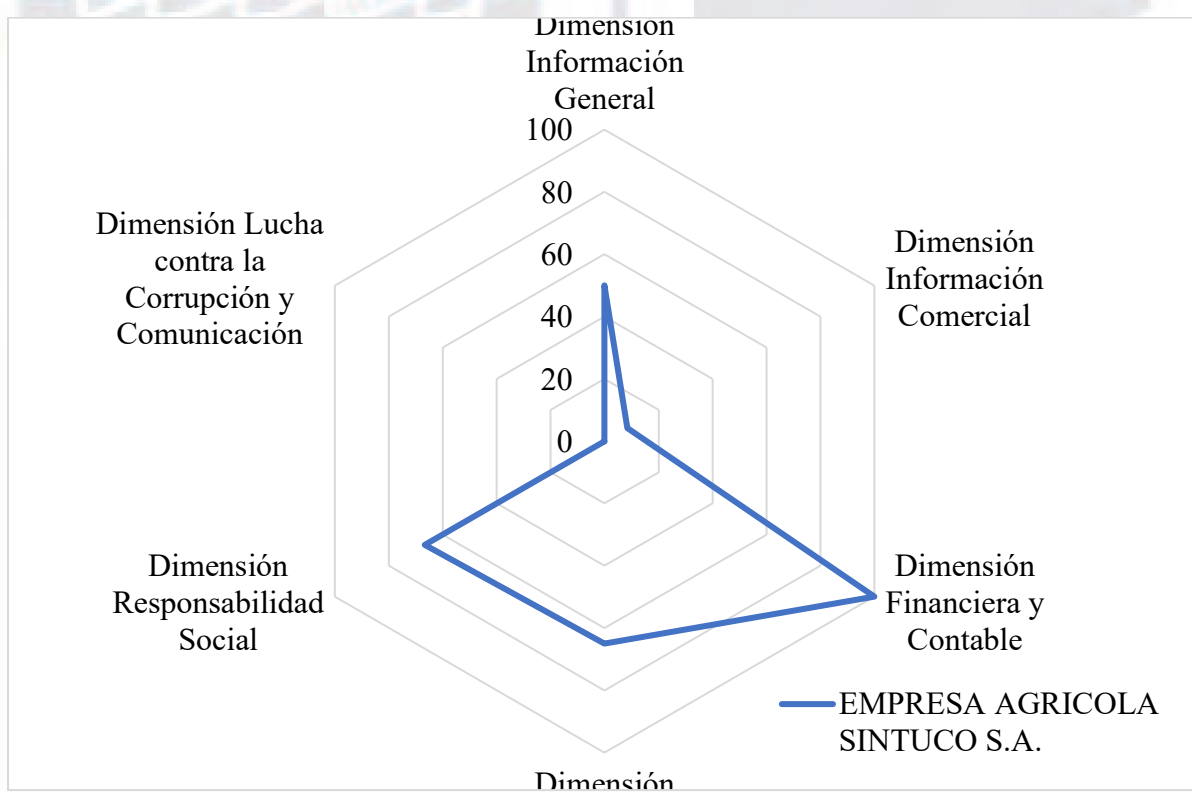 Dimensión
Información
General
100
80
60
40
20
0
Dimensión
Información
Comercial
Dimensión
Financiera y
Contable
Dimensión
Dimensión
Responsabilidad
Social
Dimensión Lucha
contra la
Corrupción y
Comunicación
EMPRESA AGRICOLA
SINTUCO S.A.